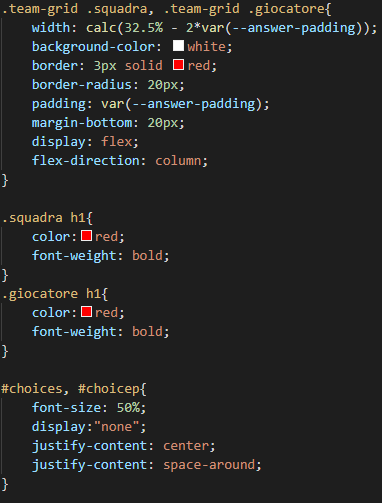 .team-grid .squadra, .team-grid .giocatore{
width: calc(32.5% - 2*var(--answer-padding));
background-color: white;
border: 3px solid red;
border-radius: 20px;
padding: var(--answer-padding);
margin-bottom: 20px;
display: flex;
flex-direction: column;
}
.squadra h1{
color: red;
font-weight: bold;
}
.giocatore h1{
color: red;
font-weight: bold;
}
#choices, #choicep{
font-size: 50%;
display:"none";
justify-content: center;
justify-content: space-around;
}